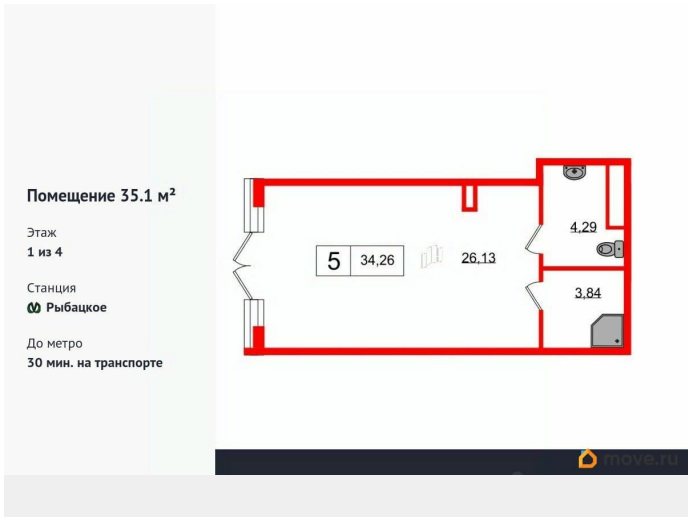 Помещение 35.1 м²
Этаж
1 из 4
Станция
Рыбацкое
До метро
30 мин. на транспорте
4,29
5 34,26 26,13
3,84
move.ru